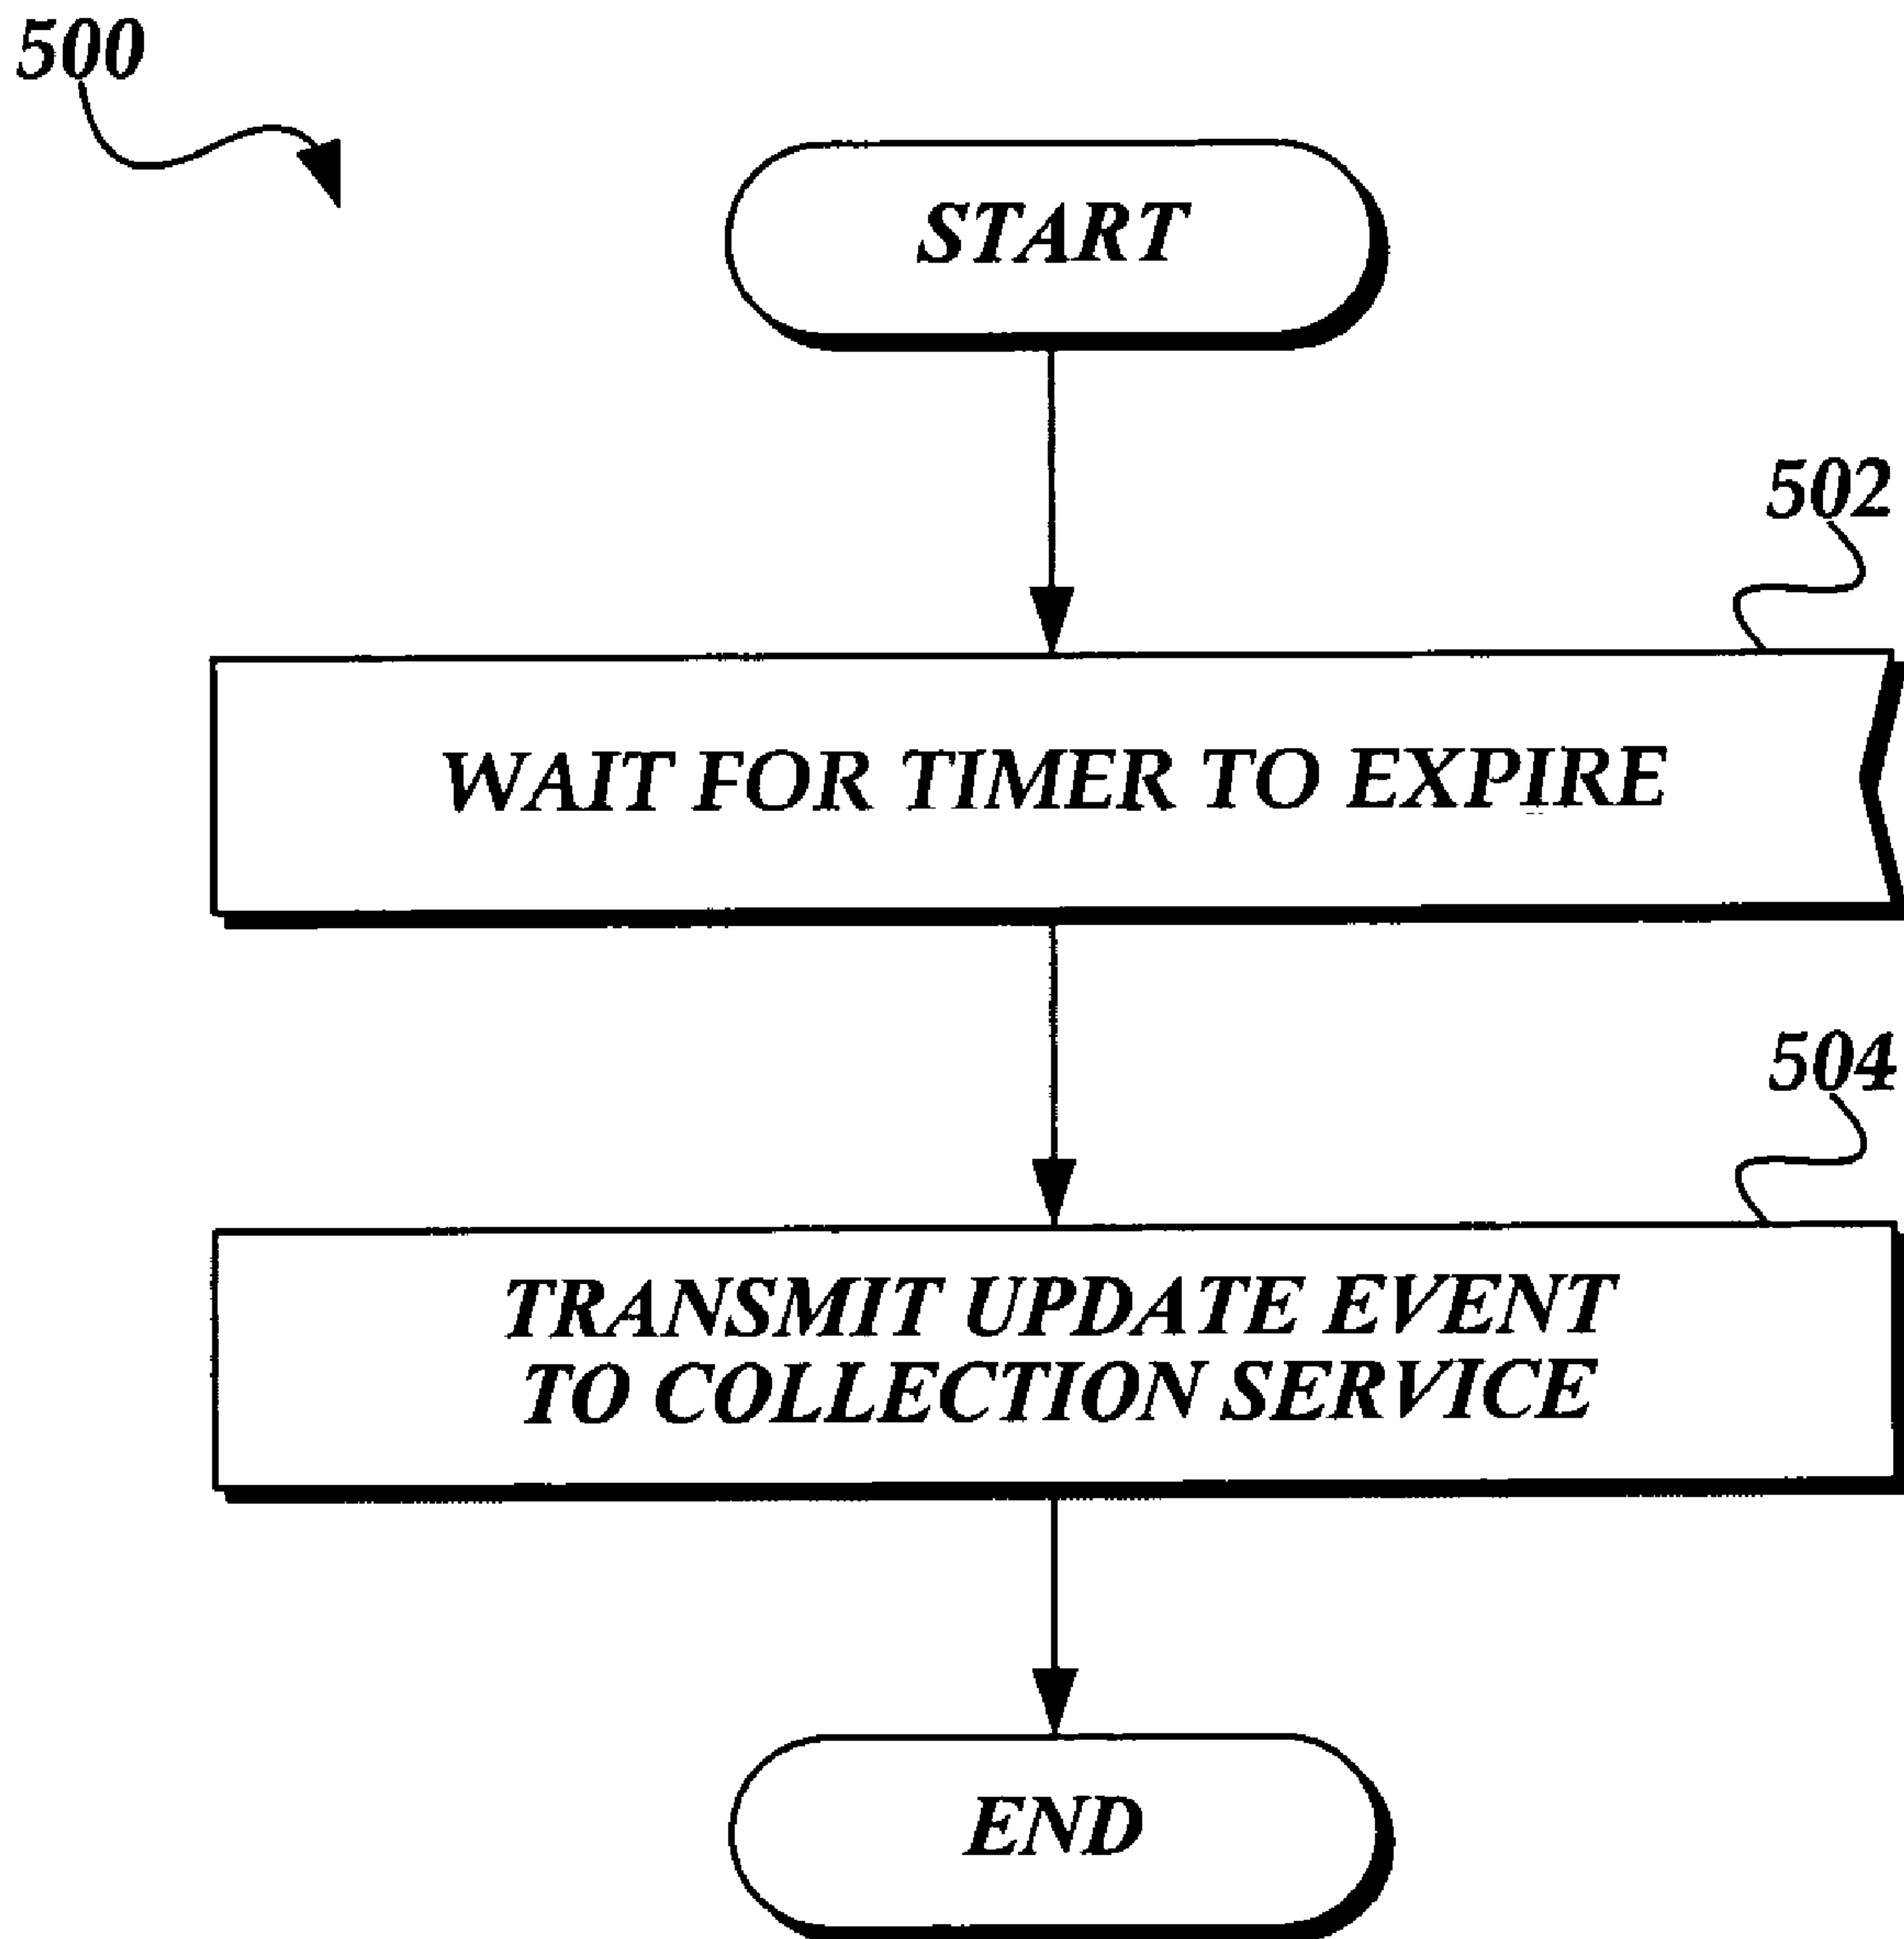 500
START
502
WAIT FOR TIMER TO EXPIRE
504
TRANSMIT UPDATE EVENT
TO COLLECTION SERVICE
END